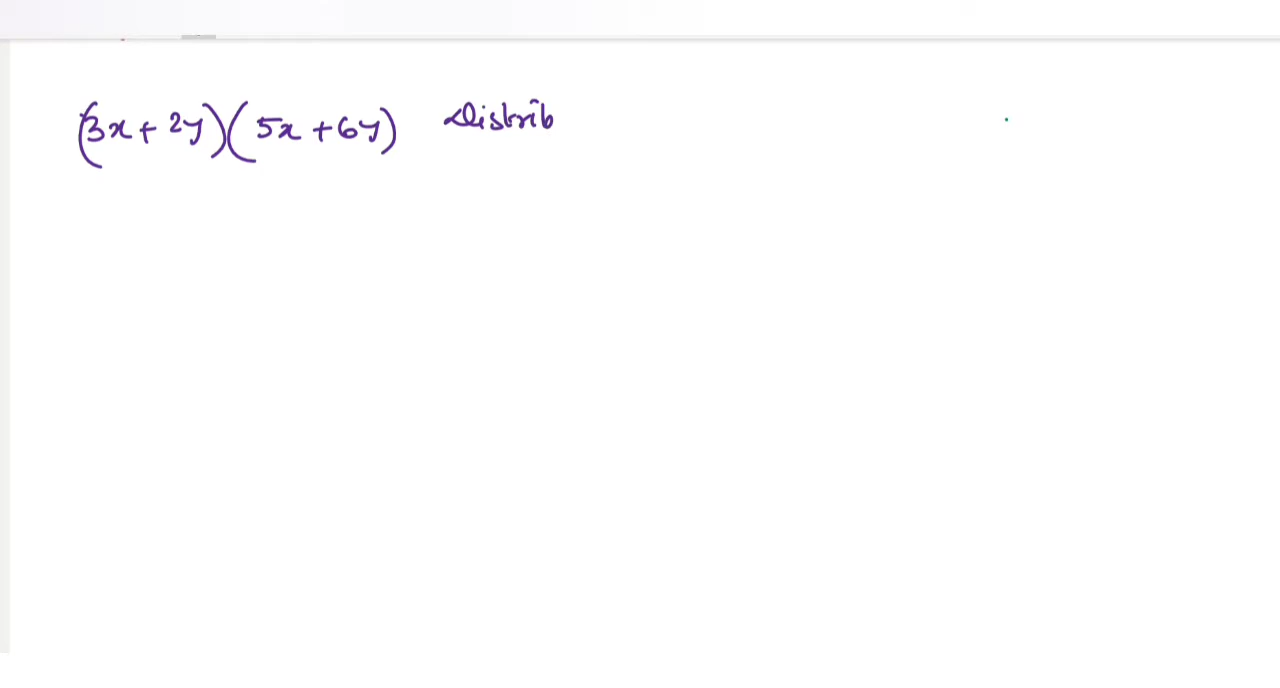 (3x + 2y)(5x + 6y) Distrib